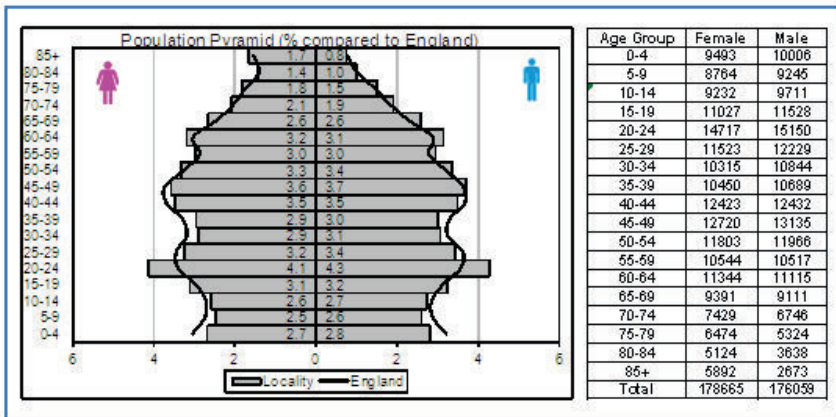 Population Pyramid (% compared to England)
85+ 1.7 0.8
80-84 1.4 1.0
75-79 1.8 1.5
70-74 2.1 1.9
65-69 2.6 2.6
60-64 3.2 3.1
55-59 3.0 3.0
50-54 3.3 3.4
45-49 3.6 3.7
40-44 3.5 3.5
35-39 2.9 3.0
30-34 2.9 3.1
25-29 3.2 3.4
20-24 4.1 4.3
15-19 3.1 3.2
10-14 2.6 2.7
5-9 2.5 2.6
0-4 2.7 2.8
6 4 2 0 2 4 6
Locality England
Age Group Female Male
0-4 9493 10006
5-9 8764 9245
10-14 9232 9711
15-19 11027 11528
20-24 14717 15150
25-29 11523 12229
30-34 10315 10844
35-39 10450 10689
40-44 12423 12432
45-49 12720 13135
50-54 11803 11966
55-59 10544 10517
60-64 11344 11115
65-69 9391 9111
70-74 7429 6746
75-79 6474 5324
80-84 5124 3638
85+ 5892 2673
Total 178665 176059